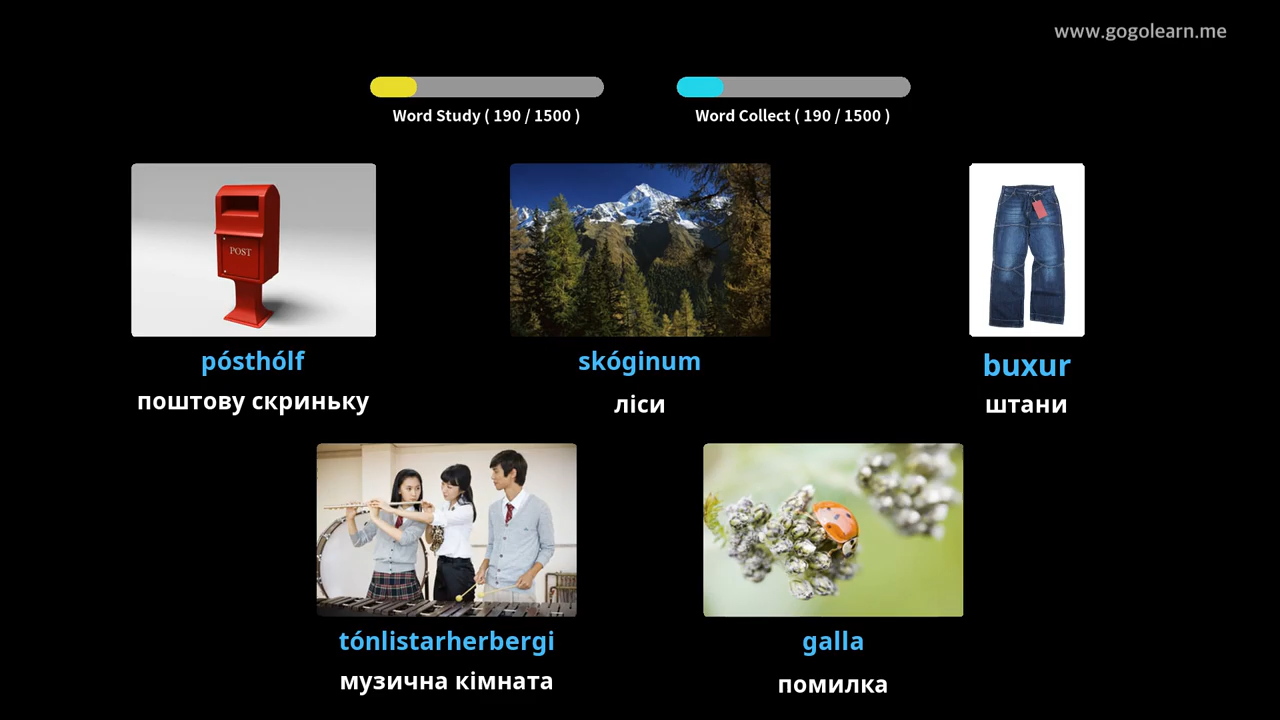 www.gogolearn.me
Word Study ( 190 / 1500 )
Word Collect ( 190 / 1500 )
POST
pósthólf
поштову скриньку
skóginum
ліси
buxur
штани
tónlistarherbergi
музична кімната
galla
помилка